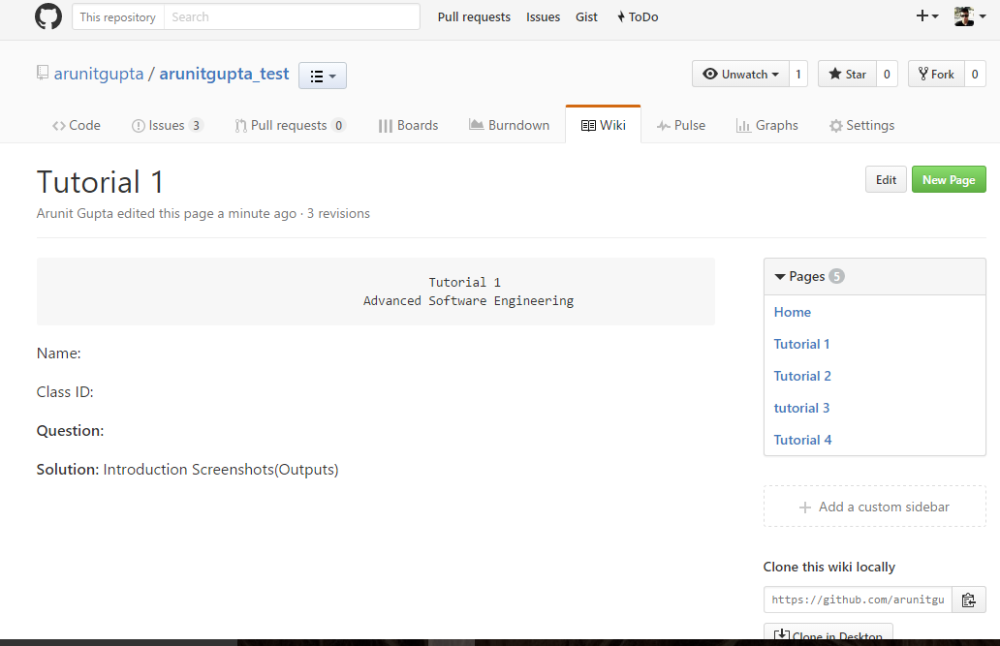 This repository Search Pull requests Issues Gist ToDo
arunitgupta / arunitgupta_test Unwatch 1 Star 0 Fork 0
Code Issues 3 Pull requests 0 Boards Burndown Wiki Pulse Graphs Settings
Tutorial 1 Edit New Page
Arunit Gupta edited this page a minute ago · 3 revisions
Tutorial 1
Advanced Software Engineering
Name:
Class ID:
Question:
Solution: Introduction Screenshots(Outputs)
Pages 5
Home
Tutorial 1
Tutorial 2
tutorial 3
Tutorial 4
Add a custom sidebar
Clone this wiki locally
https://github.com/arunitgu
Clone in Desktop